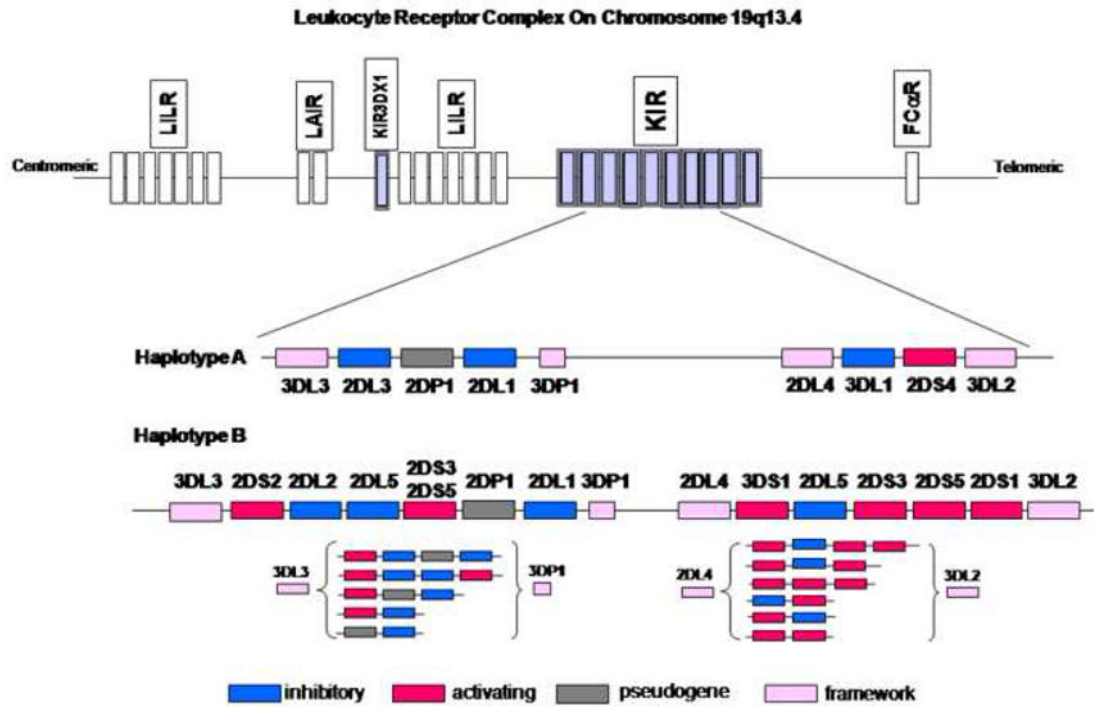 Leukocyte Receptor Complex On Chromosome 19q13.4
LILR
LAIR
KIR3DX1
LILR
KIR
FCαR
Centromeric
Telomeric
Haplotype A
3DL3 2DL3 2DP1 2DL1 3DP1 2DL4 3DL1 2DS4 3DL2
Haplotype B
3DL3 2DS2 2DL2 2DL5 2DS3 2DP1 2DL1 3DP1 2DL4 3DS1 2DL5 2DS3 2DS5 2DS1 3DL2
2DS5
3DL3 3DP1 2DL4 3DL2
inhibitory activating pseudogene framework